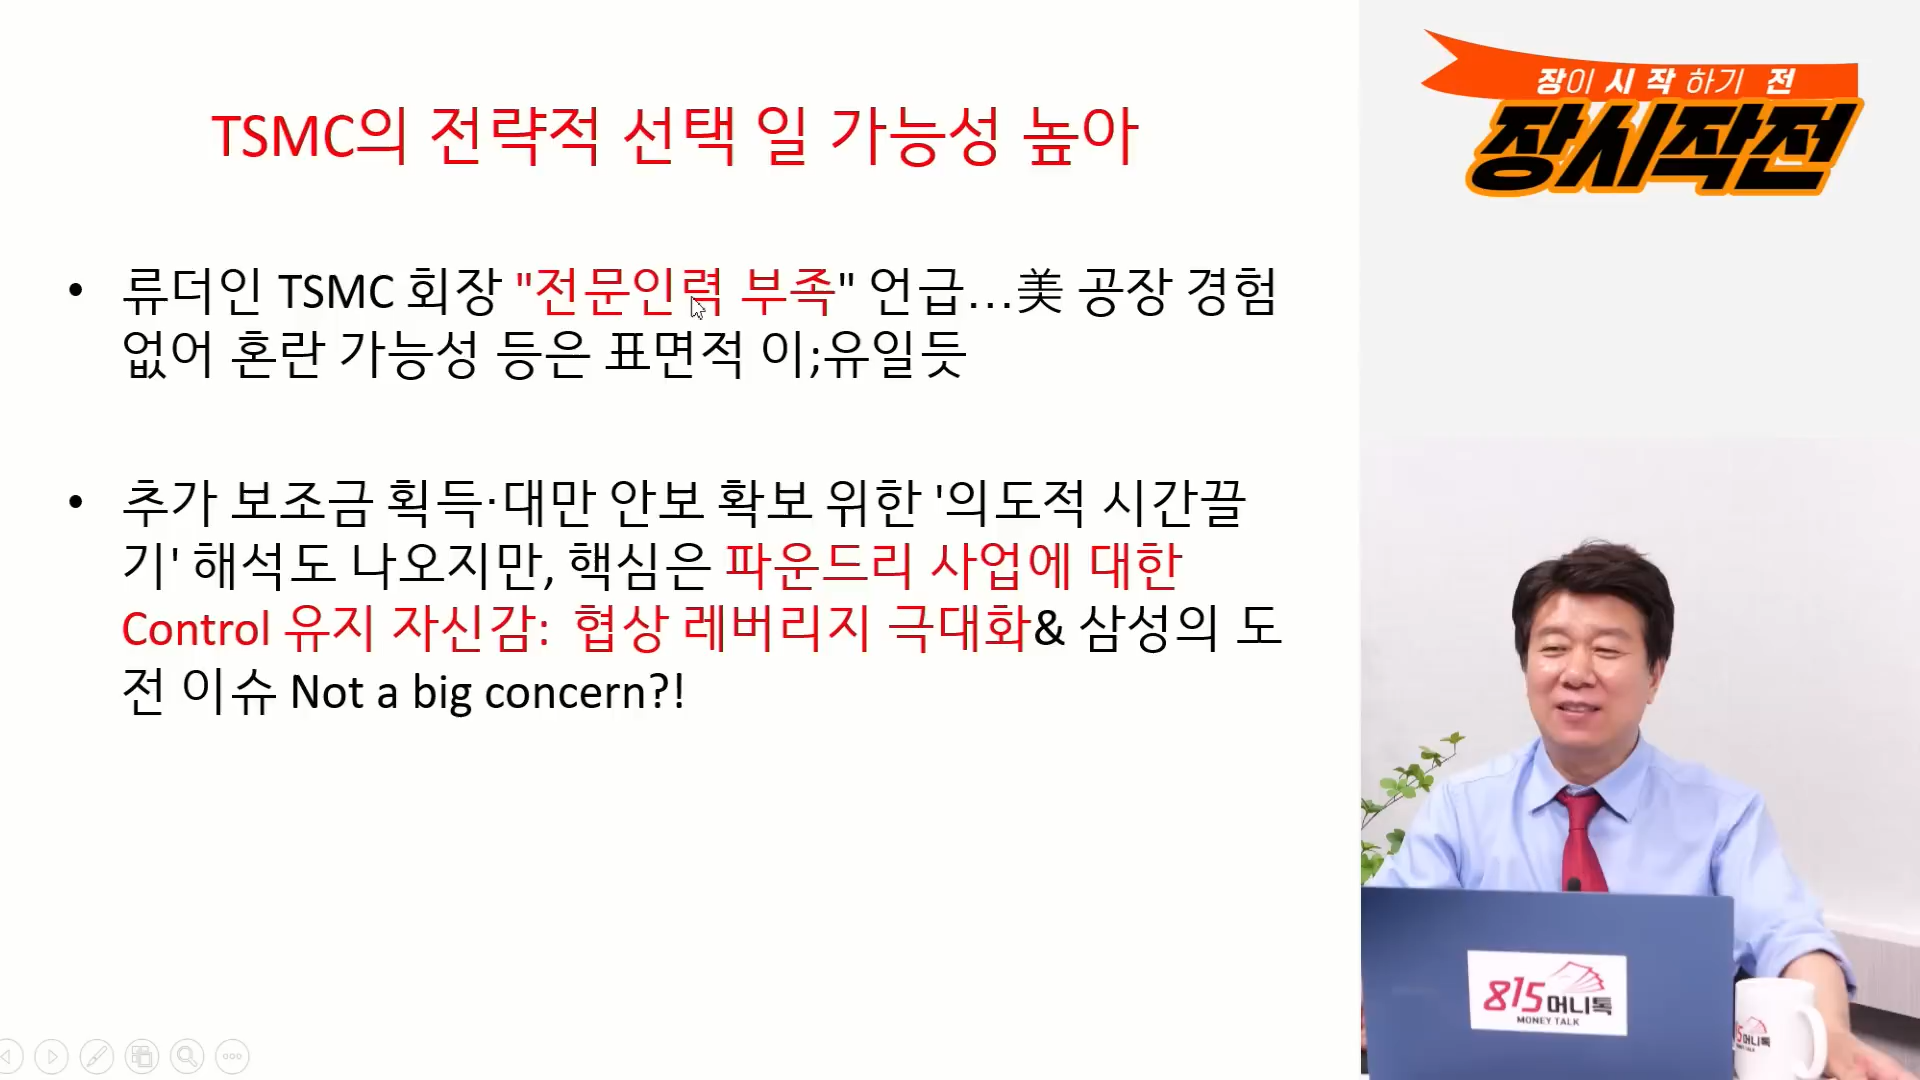 TSMC의 전략적 선택 일 가능성 높아
• 류더인 TSMC 회장 "전문인력 부족" 언급…美 공장 경험
없어 혼란 가능성 등은 표면적 이;유일듯
• 추가 보조금 획득·대만 안보 확보 위한 '의도적 시간끌
기' 해석도 나오지만, 핵심은 파운드리 사업에 대한
Control 유지 자신감: 협상 레버리지 극대화& 삼성의 도
전 이슈 Not a big concern?!
장이 시작하기 전
장시작전
815머니톡
MONEY TALK
15머니톡